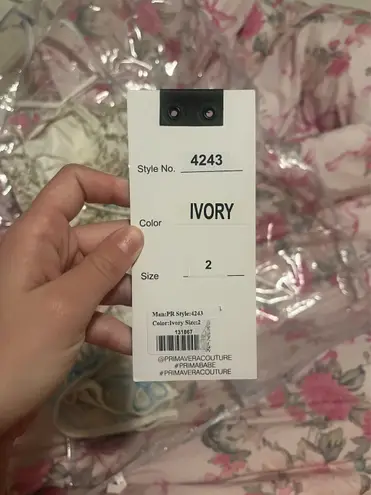 Style No. 4243
Color IVORY
Size 2
Man:PR Style:4243
Color:Ivory Size:2
131867
@PRIMAVERACOUTURE
#PRIMABABE
#PRIMAVERACOUTURE